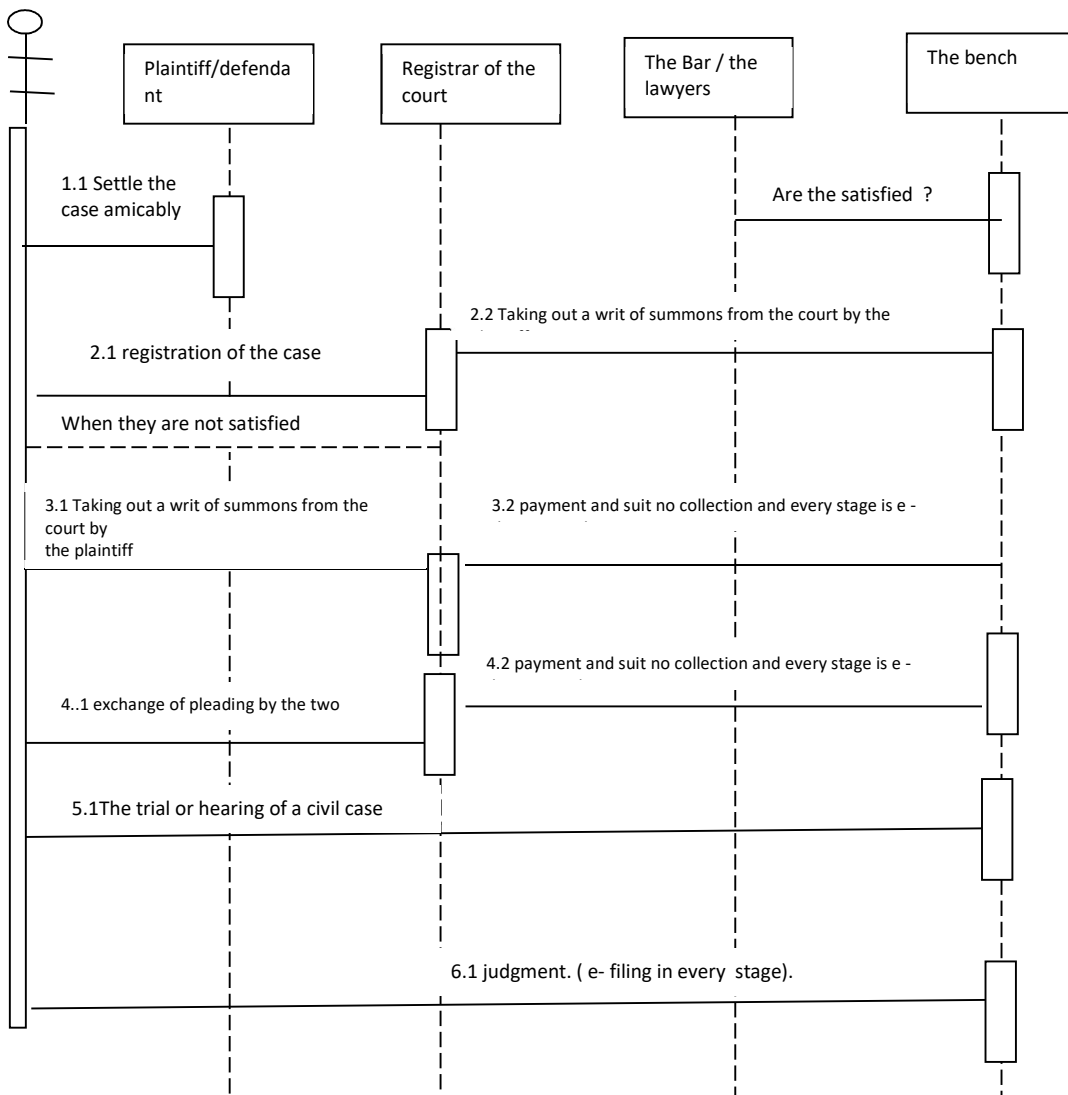 Plaintiff/defenda
nt
Registrar of the
court
The Bar / the
lawyers
The bench
1.1 Settle the
case amicably
Are the satisfied ?
2.2 Taking out a writ of summons from the court by the
2.1 registration of the case
When they are not satisfied
3.1 Taking out a writ of summons from the
court by
the plaintiff
3.2 payment and suit no collection and every stage is e -
4.2 payment and suit no collection and every stage is e -
4..1 exchange of pleading by the two
5.1The trial or hearing of a civil case
6.1 judgment. ( e- filing in every stage).